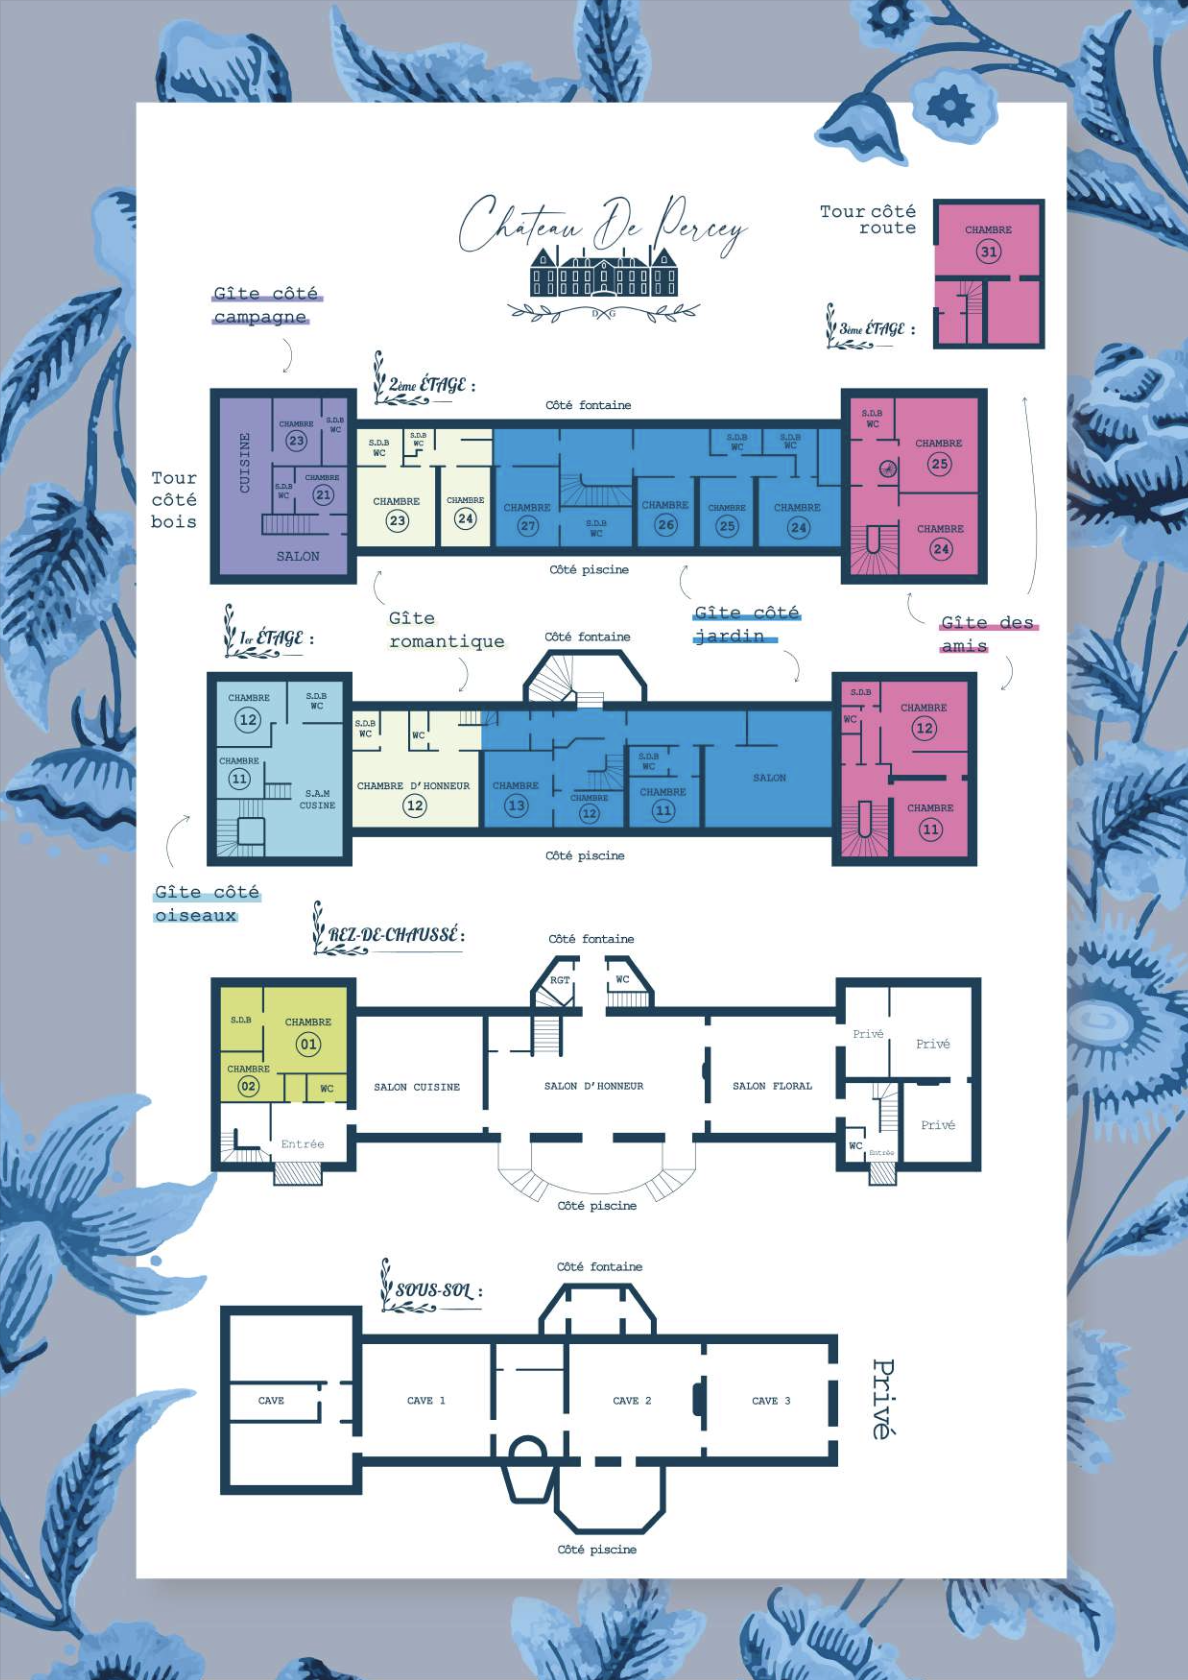 Château De Percey
D G
Tour côté
route
CHAMBRE
31
3ème ÉTAGE :
Gîte côté
campagne
2ème ÉTAGE :
Côté fontaine
Tour
côté
bois
CUISINE
CHAMBRE
23
S.D.B
WC
S.D.B
WC
CHAMBRE
21
SALON
S.D.B
WC
S.D.B
WC
CHAMBRE
23
CHAMBRE
24
CHAMBRE
27
S.D.B
WC
CHAMBRE
26
S.D.B
WC
CHAMBRE
25
S.D.B
WC
CHAMBRE
24
S.D.B
WC
CHAMBRE
25
CHAMBRE
24
Côté piscine
Gîte
romantique
Gîte côté
jardin
Gîte des
amis
1er ÉTAGE :
Côté fontaine
CHAMBRE
12
S.D.B
WC
CHAMBRE
11
S.A.M
CUSINE
S.D.B
WC
WC
CHAMBRE D'HONNEUR
12
CHAMBRE
13
CHAMBRE
12
S.D.B
WC
CHAMBRE
11
SALON
S.D.B
WC
CHAMBRE
12
CHAMBRE
11
Côté piscine
Gîte côté
oiseaux
REZ-DE-CHAUSSÉ :
Côté fontaine
RGT
WC
S.D.B
CHAMBRE
01
CHAMBRE
02
WC
Entrée
SALON CUISINE
SALON D'HONNEUR
SALON FLORAL
Privé
Privé
Privé
WC
Entrée
Côté piscine
SOUS-SOL :
Côté fontaine
CAVE
CAVE 1
CAVE 2
CAVE 3
Privé
Côté piscine